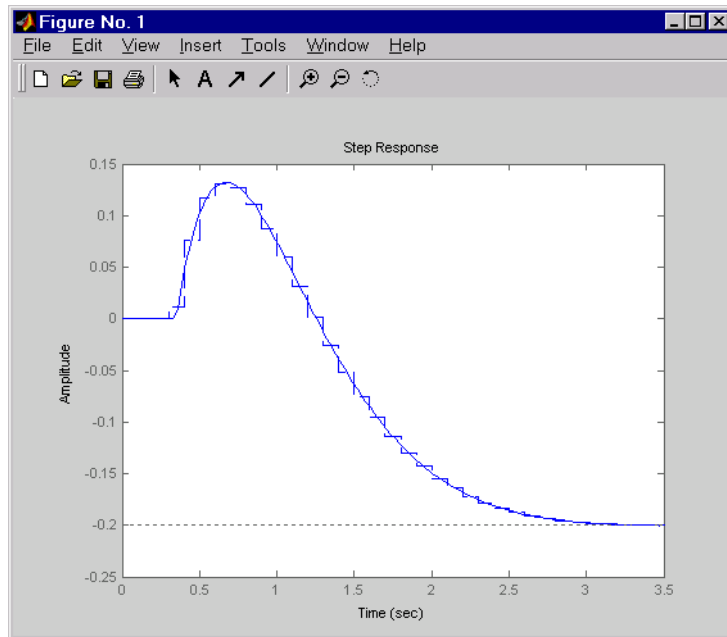 Figure No. 1
File Edit View Insert Tools Window Help
A
Step Response
0.15
0.1
0.05
0
-0.05
-0.1
-0.15
-0.2
-0.25
Amplitude
0 0.5 1 1.5 2 2.5 3 3.5
Time (sec)